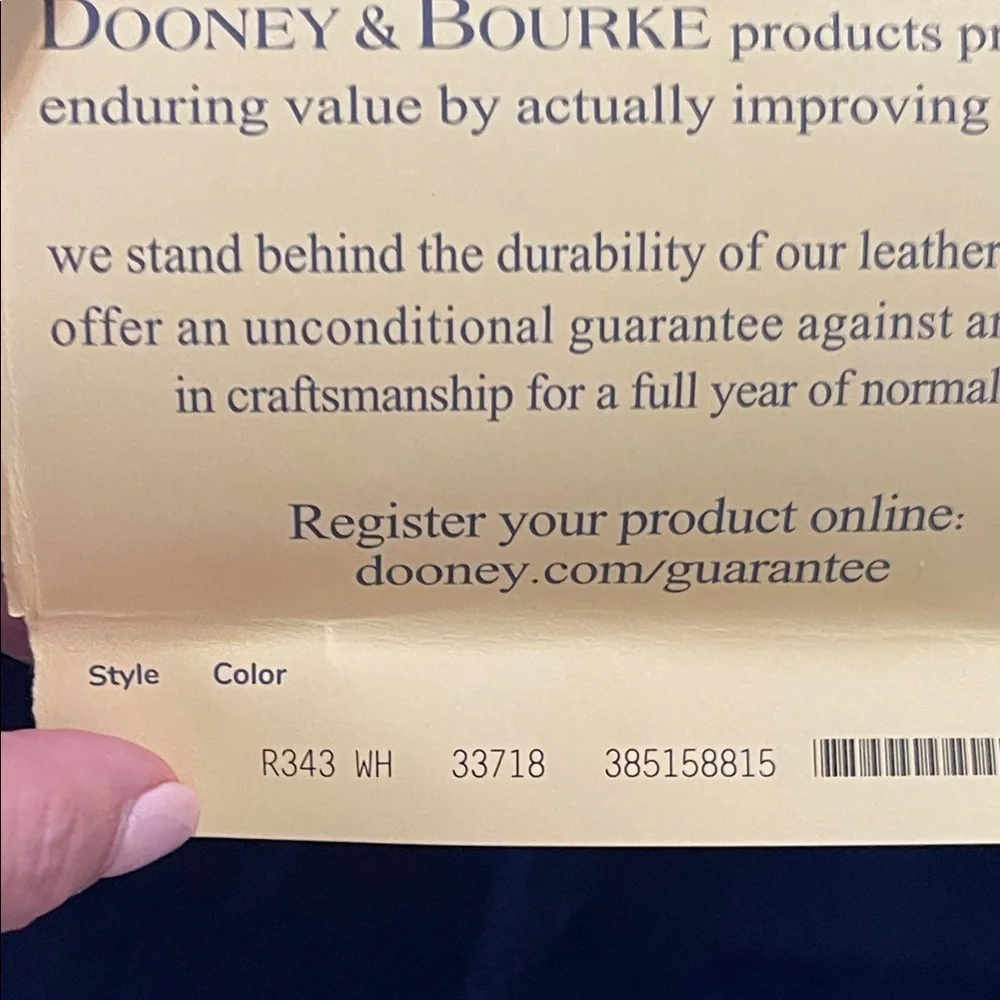 DOONEY & BOURKE products
enduring value by actually improving
we stand behind the durability of our leather
offer an unconditional guarantee against
in craftsmanship for a full year of normal
Register your product online:
dooney.com/guarantee
Style Color
R343 WH 33718 385158815